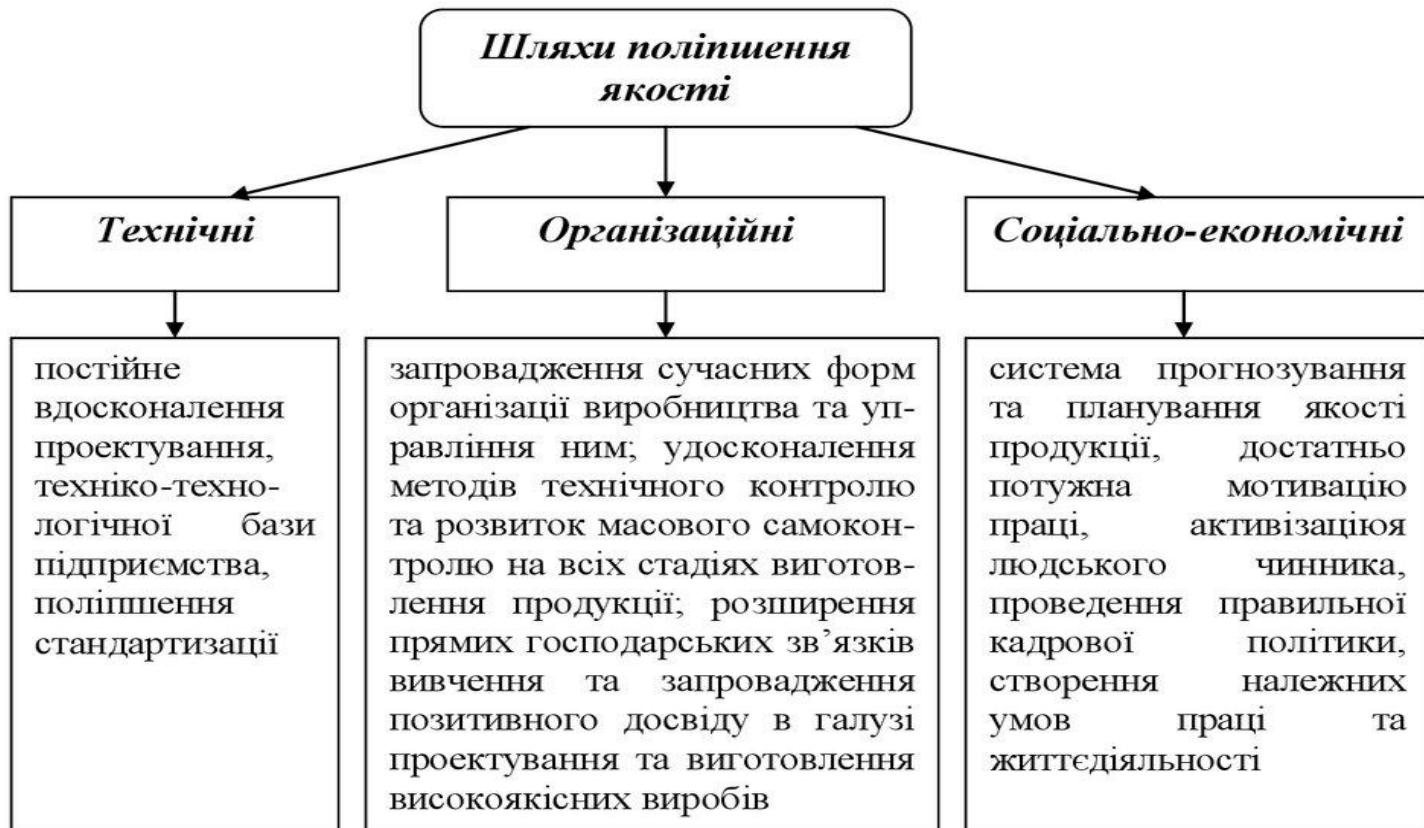 Шляхи поліпшення
якості
Технічні
Організаційні
Соціально-економічні
постійне
вдосконалення
проектування,
техніко-техно-
логічної бази
підприємства,
поліпшення
стандартизації
запровадження сучасних форм
організації виробництва та уп-
равління ним; удосконалення
методів технічного контролю
та розвиток масового самокон-
тролю на всіх стадіях виготов-
лення продукції; розширення
прямих господарських зв’язків
вивчення та запровадження
позитивного досвіду в галузі
проектування та виготовлення
високоякісних виробів
система прогнозування
та планування якості
продукції, достатньо
потужна мотивацію
праці, активізаціюя
людського чинника,
проведення правильної
кадрової політики,
створення належних
умов праці та
життєдіяльності